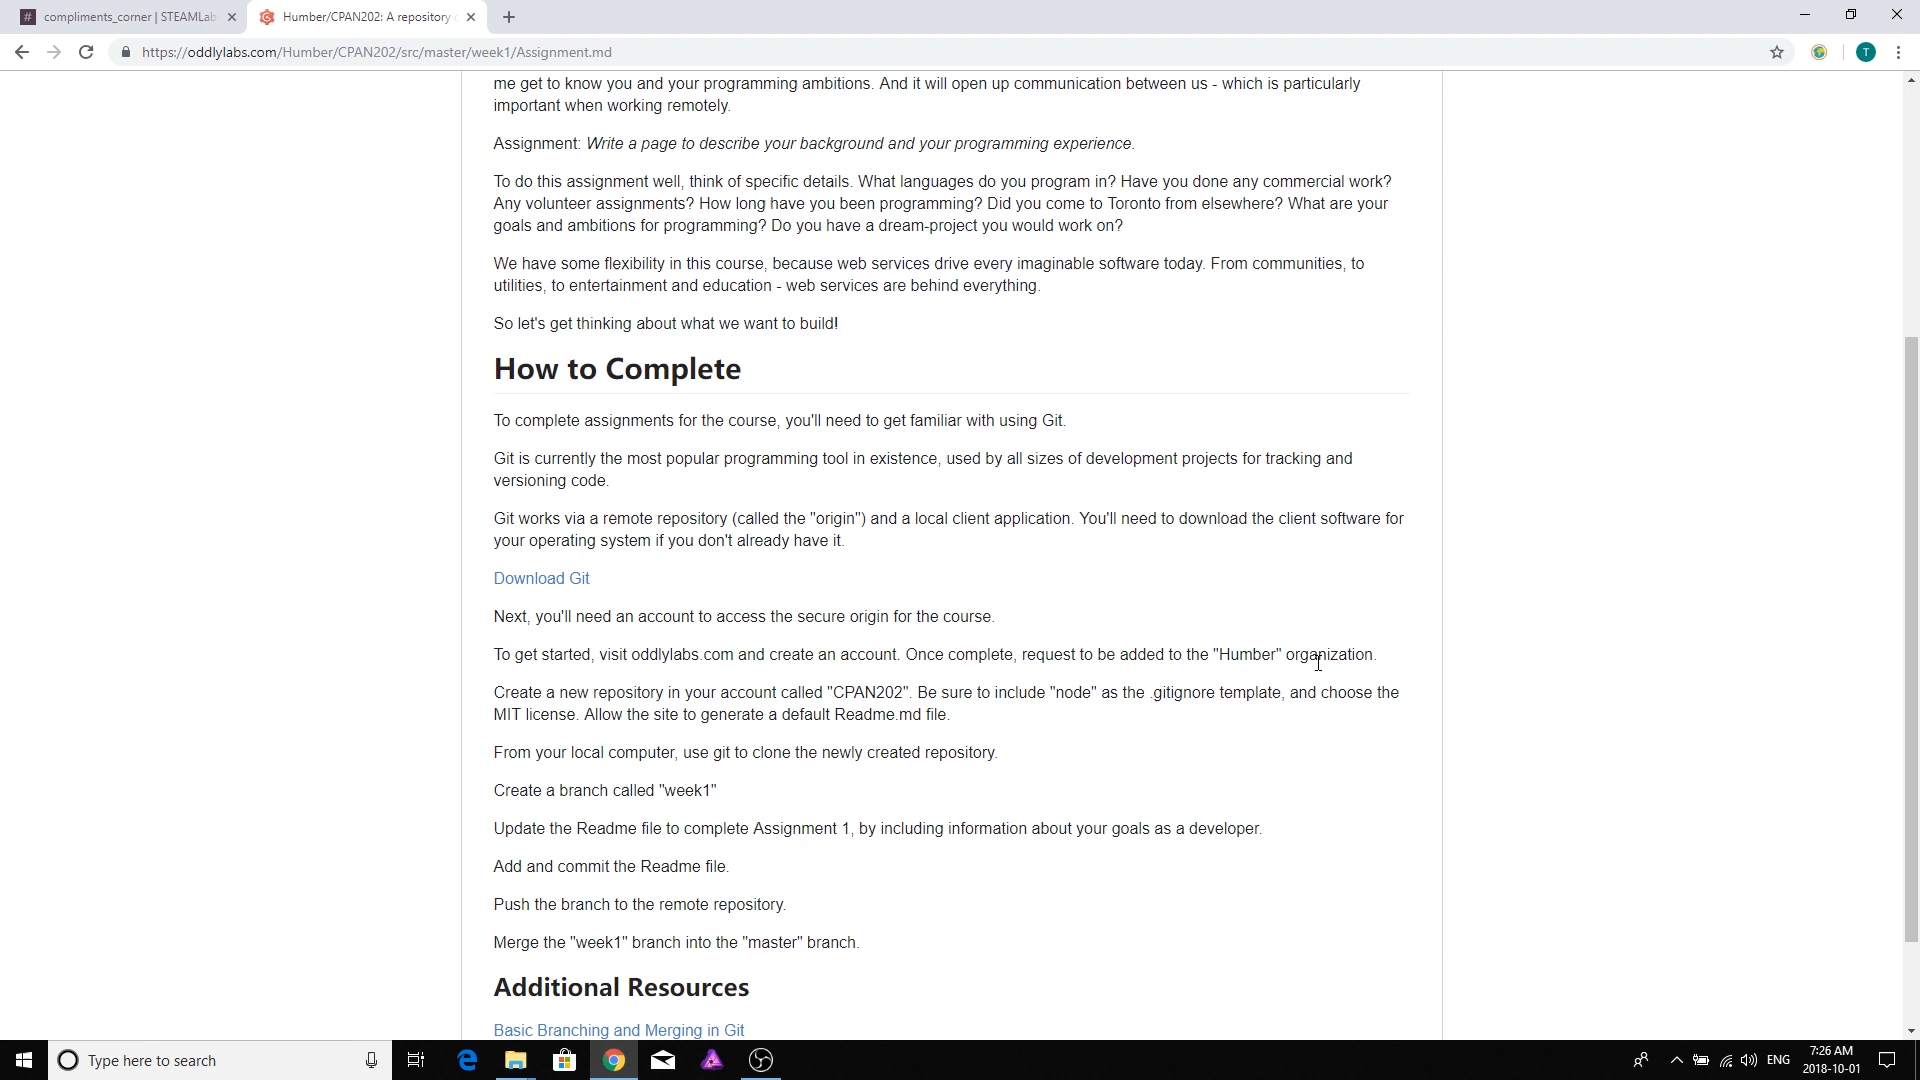 compliments_corner | STEAMLab
Humber/CPAN202: A repository
https://oddlylabs.com/Humber/CPAN202/src/master/week1/Assignment.md
T
me get to know you and your programming ambitions. And it will open up communication between us - which is particularly
important when working remotely.
Assignment: Write a page to describe your background and your programming experience.
To do this assignment well, think of specific details. What languages do you program in? Have you done any commercial work?
Any volunteer assignments? How long have you been programming? Did you come to Toronto from elsewhere? What are your
goals and ambitions for programming? Do you have a dream-project you would work on?
We have some flexibility in this course, because web services drive every imaginable software today. From communities, to
utilities, to entertainment and education - web services are behind everything.
So let's get thinking about what we want to build!
How to Complete
To complete assignments for the course, you'll need to get familiar with using Git.
Git is currently the most popular programming tool in existence, used by all sizes of development projects for tracking and
versioning code.
Git works via a remote repository (called the "origin") and a local client application. You'll need to download the client software for
your operating system if you don't already have it.
Download Git
Next, you'll need an account to access the secure origin for the course.
To get started, visit oddlylabs.com and create an account. Once complete, request to be added to the "Humber" organization.
Create a new repository in your account called "CPAN202". Be sure to include "node" as the .gitignore template, and choose the
MIT license. Allow the site to generate a default Readme.md file.
From your local computer, use git to clone the newly created repository.
Create a branch called "week1"
Update the Readme file to complete Assignment 1, by including information about your goals as a developer.
Add and commit the Readme file.
Push the branch to the remote repository.
Merge the "week1" branch into the "master" branch.
Additional Resources
Basic Branching and Merging in Git
Type here to search
ENG
7:26 AM
2018-10-01